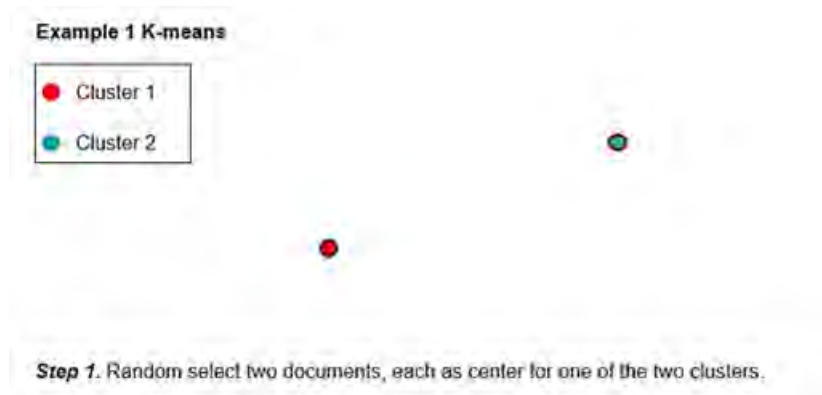 Example 1 K-means
Cluster 1
Cluster 2
Step 1. Random select two documents, each as center for one of the two clusters.